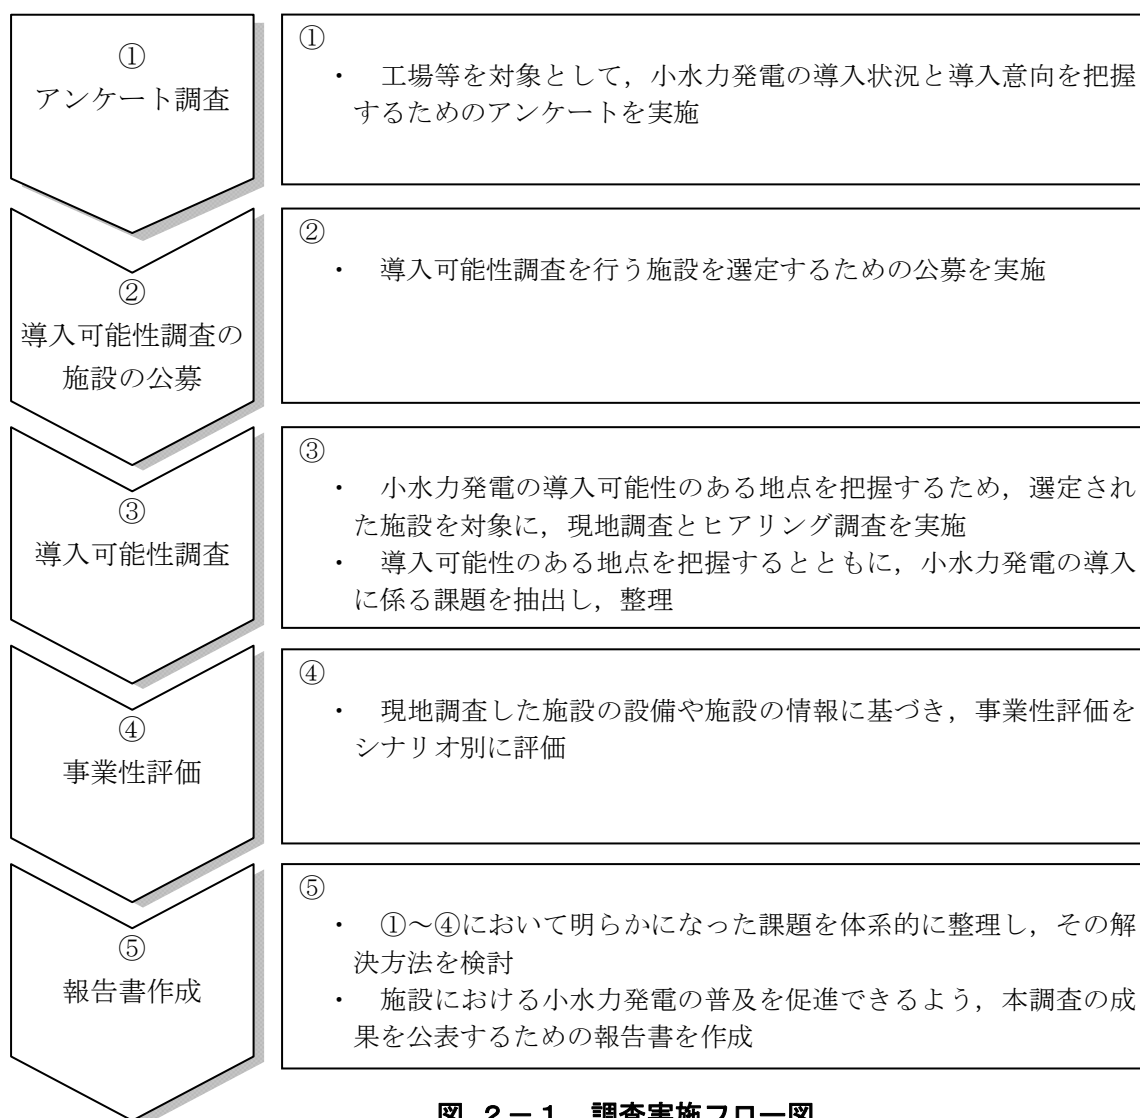 ①
アンケート調査
①
・　工場等を対象として，小水力発電の導入状況と導入意向を把握
するためのアンケートを実施
②
導入可能性調査の
施設の公募
②
・　導入可能性調査を行う施設を選定するための公募を実施
③
導入可能性調査
③
・　小水力発電の導入可能性のある地点を把握するため，選定され
た施設を対象に，現地調査とヒアリング調査を実施
・　導入可能性のある地点を把握するとともに，小水力発電の導入
に係る課題を抽出し，整理
④
事業性評価
④
・　現地調査した施設の設備や施設の情報に基づき，事業性評価を
シナリオ別に評価
⑤
報告書作成
⑤
・　①～④において明らかになった課題を体系的に整理し，その解
決方法を検討
・　施設における小水力発電の普及を促進できるよう，本調査の成
果を公表するための報告書を作成
図 ２－１　調査実施フロー図